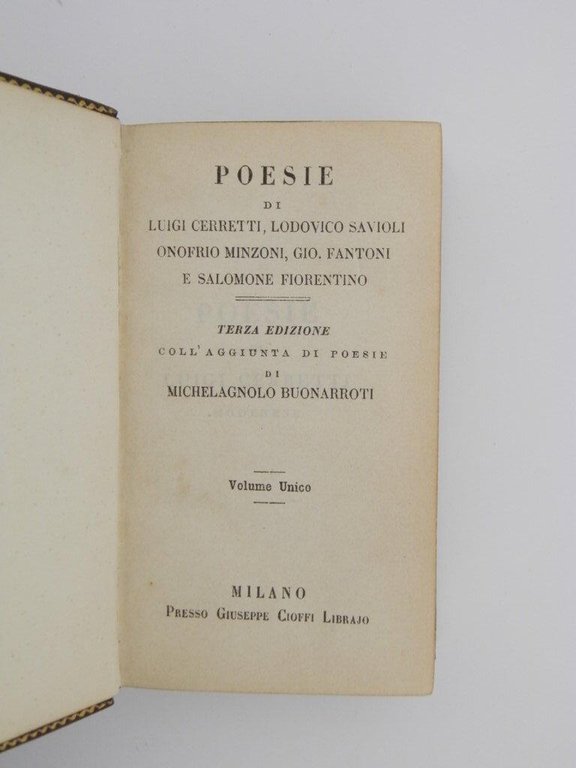 POESIE
DI
LUIGI CERRETTI, LODOVICO SAVIOLI
ONOFRIO MINZONI, GIO. FANTONI
E SALOMONE FIORENTINO
TERZA EDIZIONE
COLL'AGGIUNTA DI POESIE
DI
MICHELAGNOLO BUONARROTI
Volume Unico
MILANO
PRESSO GIUSEPPE CIOFFI LIBRAJO